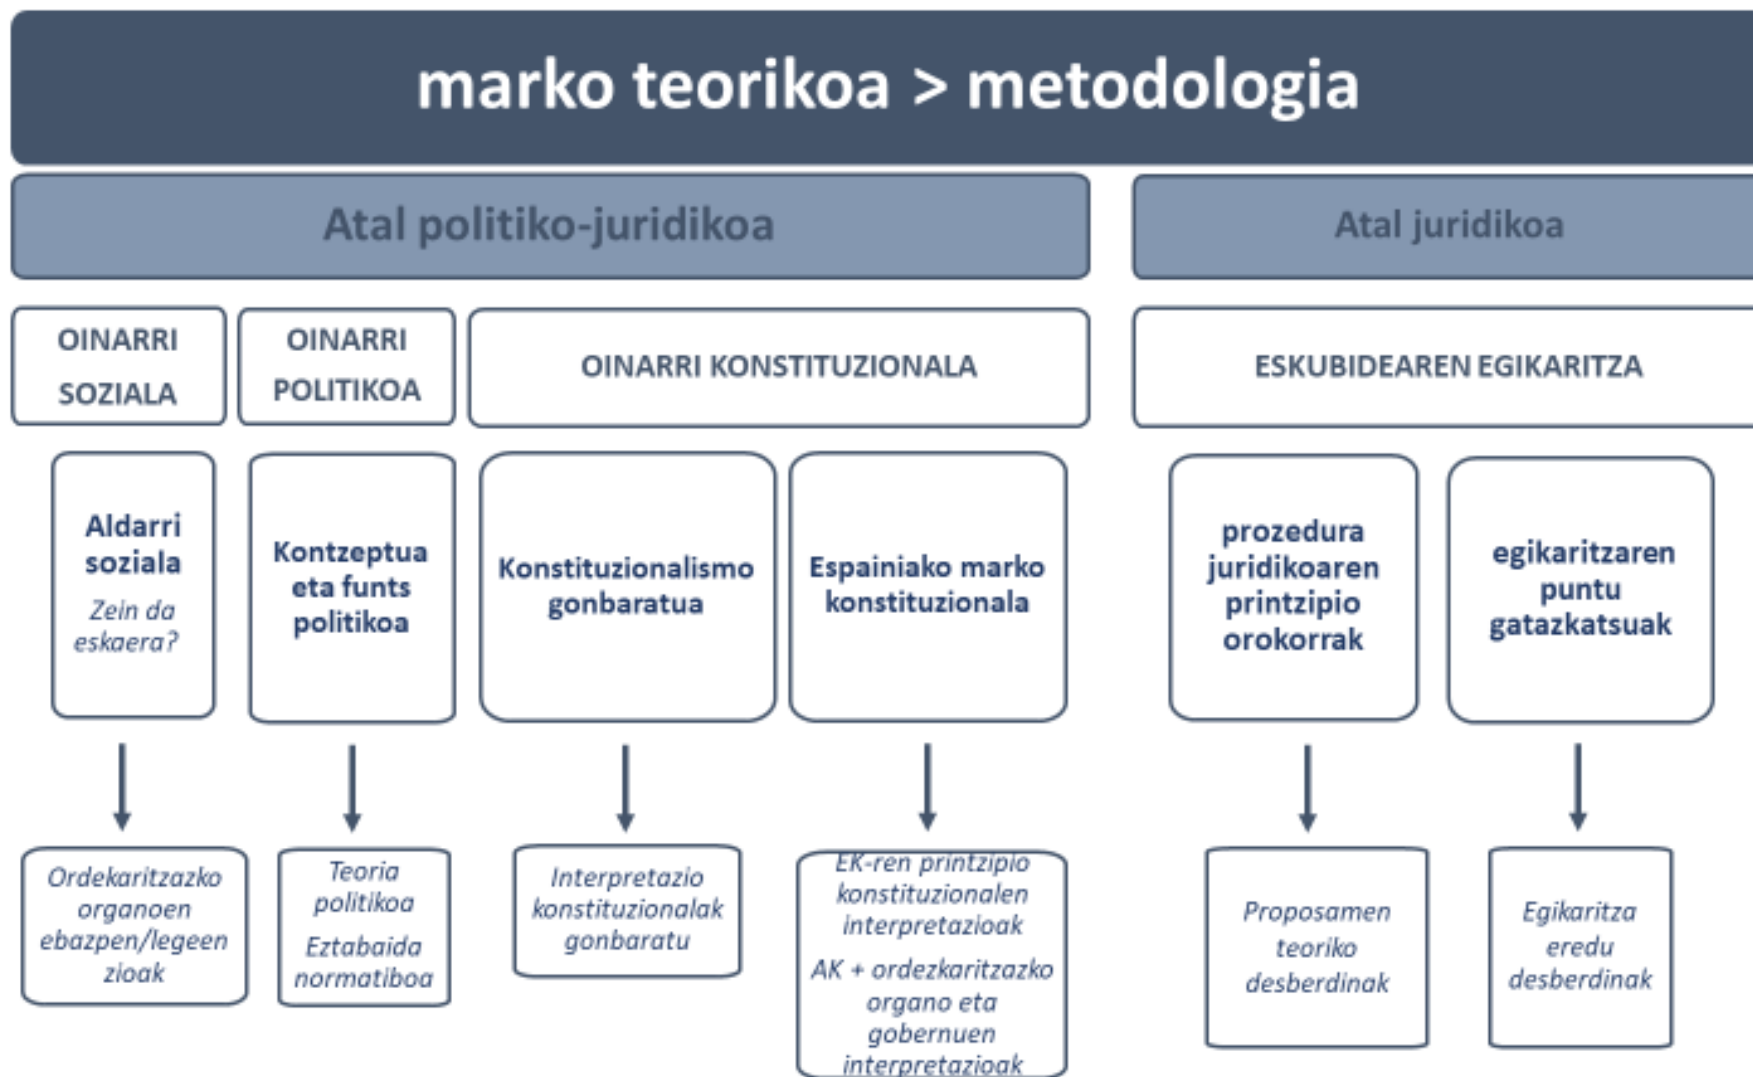 marko teorikoa > metodologia
Atal politiko-juridikoa
Atal juridikoa
OINARRI
SOZIALA
OINARRI
POLITIKOA
OINARRI KONSTITUZIONALA
ESKUBIDEAREN EGIKARITZA
Aldarri
soziala
Zein da
eskaera?
Kontzeptua
eta funts
politikoa
Konstituzionalismo
gonbaratua
Espainiako marko
konstituzionala
prozedura
juridikoaren
printzipio
orokorrak
egikaritzaren
puntu
gatazkatsuak
Ordekaritzazko
organoen
ebazpen/legeen
zioak
Teoria
politikoa
Eztabaida
normatiboa
Interpretazio
konstituzionalak
gonbaratu
EK-ren printzipio
konstituzionalen
interpretazioak
AK + ordezkaritzazko
organo eta
gobernuen
interpretazioak
Proposamen
teoriko
desberdinak
Egikaritza
eredu
desberdinak